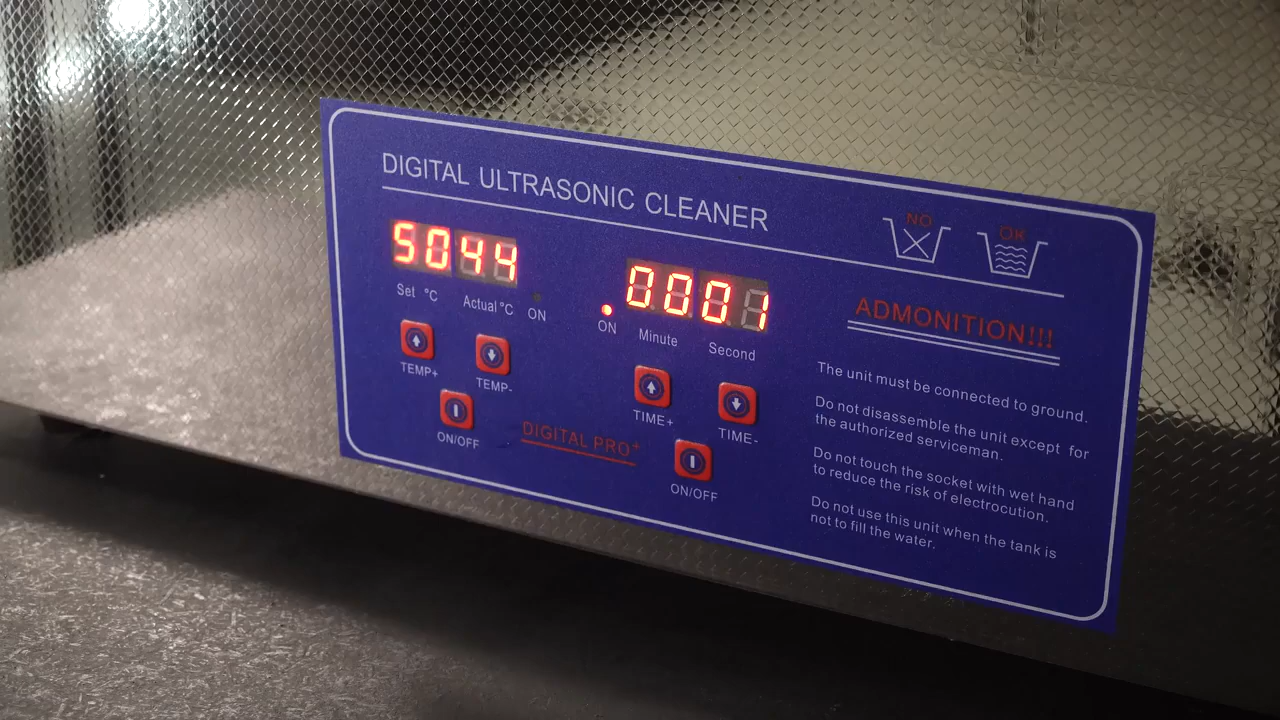 DIGITAL ULTRASONIC CLEANER
NO
OK
5044
0001
Set °C
Actual °C
ON
ON
Minute
Second
TEMP+
TEMP-
ON/OFF
TIME+
TIME-
ON/OFF
DIGITAL PRO+
ADMONITION!!!
The unit must be connected to ground.
Do not disassemble the unit except for
the authorized serviceman.
Do not touch the socket with wet hand
to reduce the risk of electrocution.
Do not use this unit when the tank is
not to fill the water.